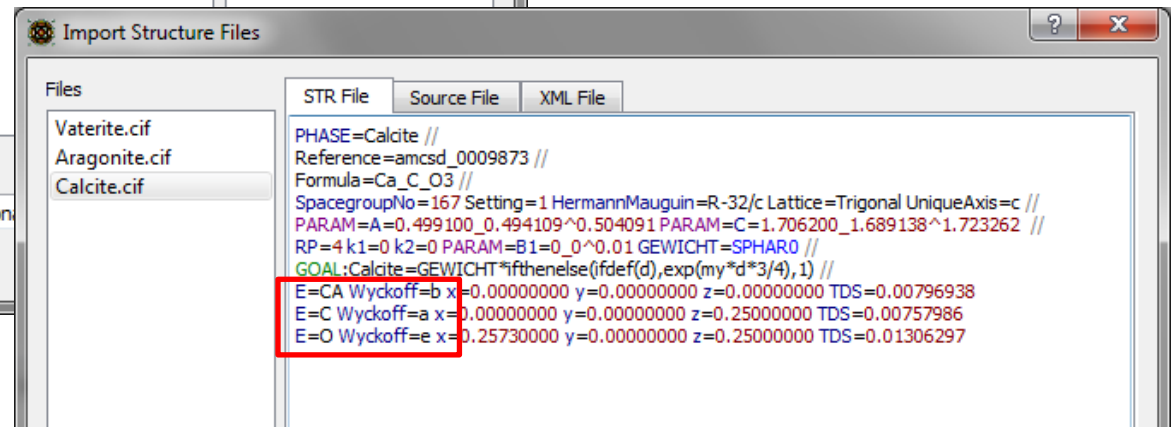 Import Structure Files
?
X
Files
Vaterite.cif
Aragonite.cif
Calcite.cif
STR File Source File XML File
PHASE=Calcite //
Reference=amcsd_0009873 //
Formula=Ca_C_O3 //
SpacegroupNo=167 Setting=1 HermannMauguin=R-32/c Lattice=Trigonal UniqueAxis=c //
PARAM=A=0.499100_0.494109^0.504091 PARAM=C=1.706200_1.689138^1.723262 //
RP=4 k1=0 k2=0 PARAM=B1=0_0^0.01 GEWICHT=SPHAR0 //
GOAL:Calcite=GEWICHT*ifthenelse(ifdef(d),exp(my*d*3/4),1) //
E=CA Wyckoff=b x=0.00000000 y=0.00000000 z=0.00000000 TDS=0.00796938
E=C Wyckoff=a x=0.00000000 y=0.00000000 z=0.25000000 TDS=0.00757986
E=O Wyckoff=e x=0.25730000 y=0.00000000 z=0.25000000 TDS=0.01306297